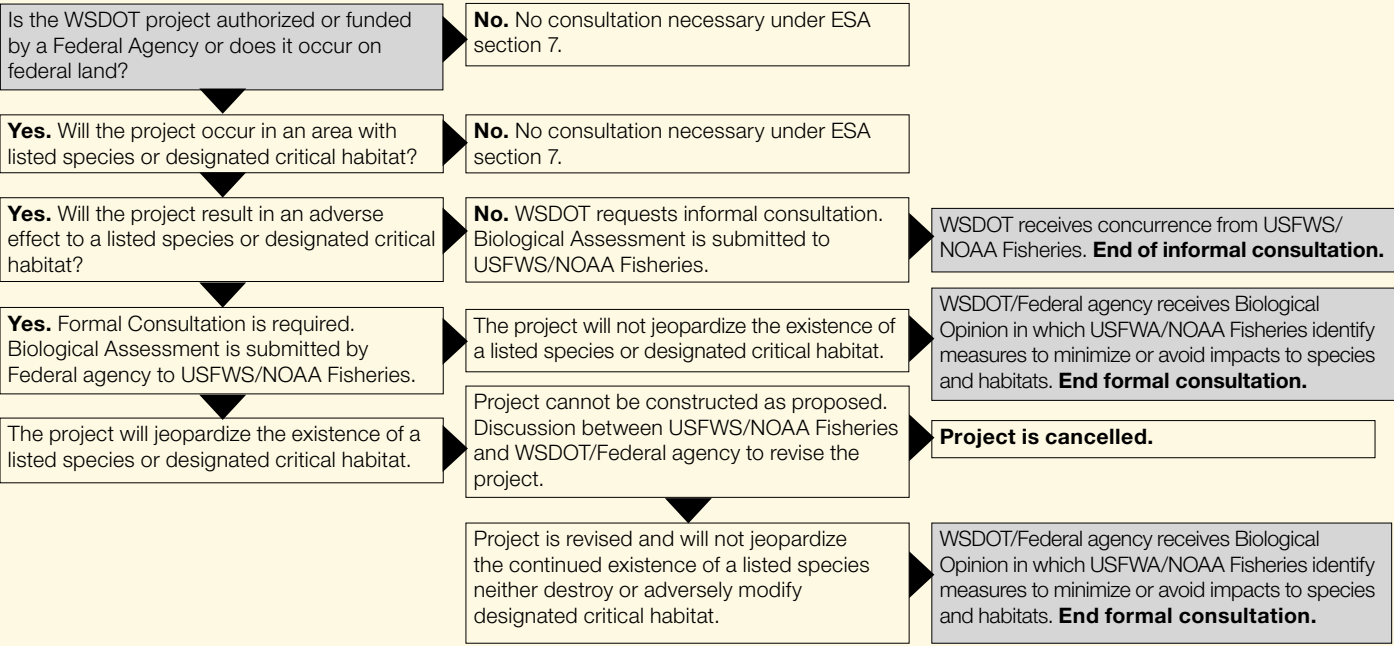 Is the WSDOT project authorized or funded
by a Federal Agency or does it occur on
federal land?
No. No consultation necessary under ESA
section 7.
Yes. Will the project occur in an area with
listed species or designated critical habitat?
No. No consultation necessary under ESA
section 7.
Yes. Will the project result in an adverse
effect to a listed species or designated critical
habitat?
No. WSDOT requests informal consultation.
Biological Assessment is submitted to
USFWS/NOAA Fisheries.
WSDOT receives concurrence from USFWS/
NOAA Fisheries. End of informal consultation.
Yes. Formal Consultation is required.
Biological Assessment is submitted by
Federal agency to USFWS/NOAA Fisheries.
The project will not jeopardize the existence of
a listed species or designated critical habitat.
WSDOT/Federal agency receives Biological
Opinion in which USFWA/NOAA Fisheries identify
measures to minimize or avoid impacts to species
and habitats. End formal consultation.
The project will jeopardize the existence of a
listed species or designated critical habitat.
Project cannot be constructed as proposed.
Discussion between USFWS/NOAA Fisheries
and WSDOT/Federal agency to revise the
project.
Project is cancelled.
Project is revised and will not jeopardize
the continued existence of a listed species
neither destroy or adversely modify
designated critical habitat.
WSDOT/Federal agency receives Biological
Opinion in which USFWA/NOAA Fisheries identify
measures to minimize or avoid impacts to species
and habitats. End formal consultation.